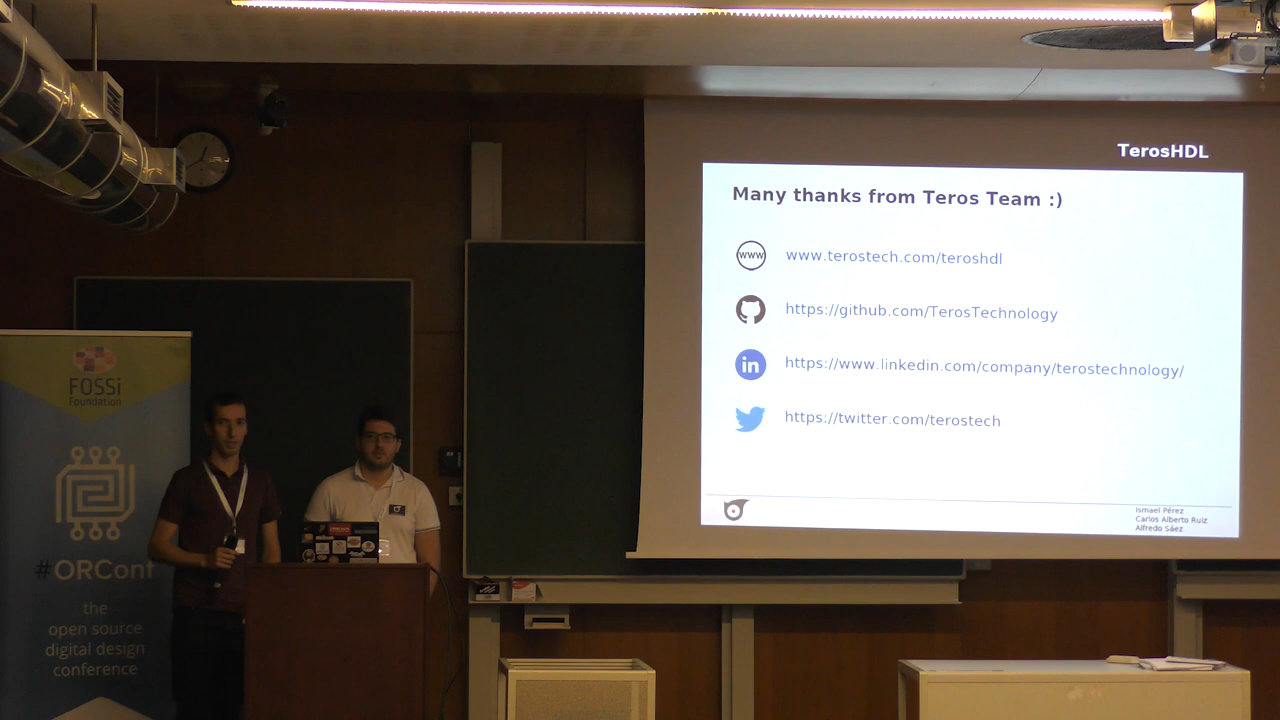 TerosHDL
Many thanks from Teros Team :)
www
www.terostech.com/teroshdl
https://github.com/TerosTechnology
in
https://www.linkedin.com/company/terostechnology/
https://twitter.com/terostech
Ismael Pérez
Carlos Alberto Ruiz
Alfredo Sáez
FOSSi
Foundation
#ORConf
the
open source
digital design
conference